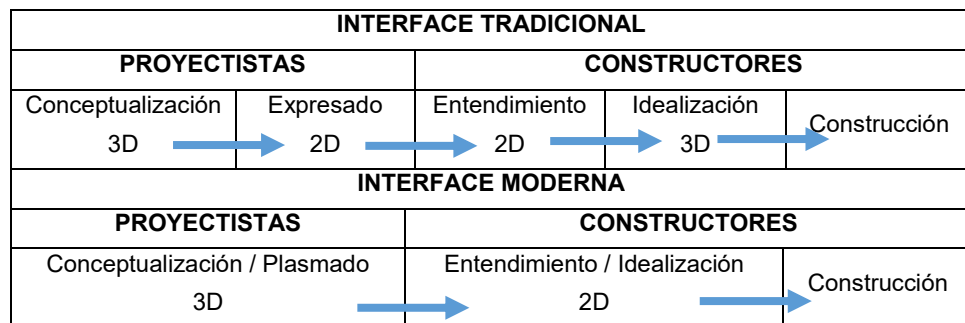 INTERFACE TRADICIONAL
PROYECTISTAS CONSTRUCTORES
Conceptualización Expresado Entendimiento Idealización Construcción
3D 2D 2D 3D
INTERFACE MODERNA
PROYECTISTAS CONSTRUCTORES
Conceptualización / Plasmado Entendimiento / Idealización Construcción
3D 2D